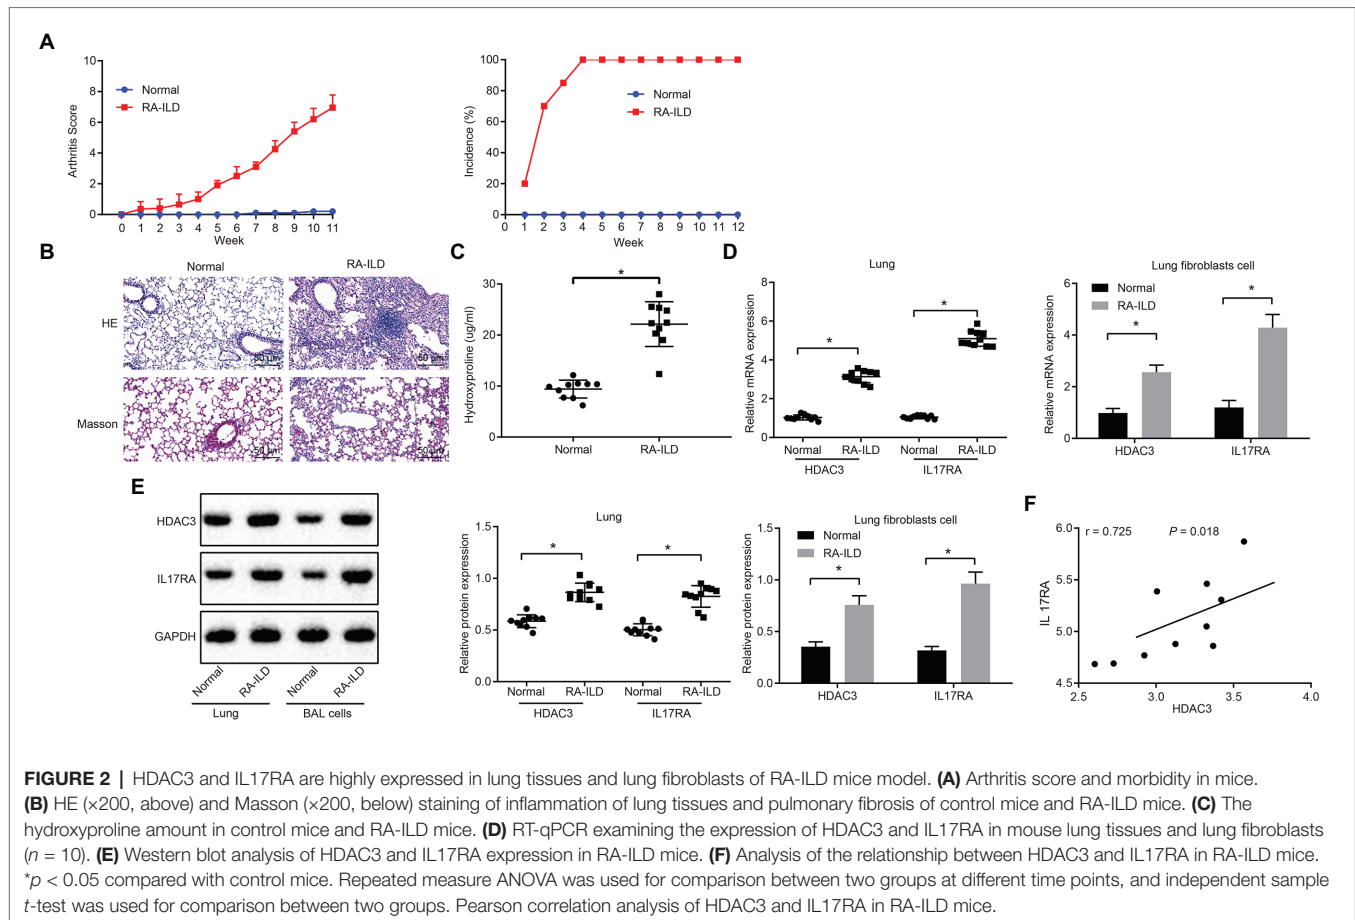 A
Arthritis Score
10
8
6
4
2
0
Normal
RA-ILD
0 1 2 3 4 5 6 7 8 9 10 11
Week
Incidence (%)
100
80
60
40
20
0
Normal
RA-ILD
0 1 2 3 4 5 6 7 8 9 10 11 12
Week
B
Normal RA-ILD
HE
50 μm 50 μm
Masson
50 μm 50 μm
C
Hydroxyproline (ug/ml)
30
20
10
0
*
Normal RA-ILD
D
Lung
Relative mRNA expression
8
6
4
2
0
* *
Normal RA-ILD Normal RA-ILD
HDAC3 IL17RA
Lung fibroblasts cell
Relative mRNA expression
6
4
2
0
Normal
RA-ILD
* *
HDAC3 IL17RA
E
HDAC3
IL17RA
GAPDH
Normal RA-ILD Normal RA-ILD
Lung BAL cells
Lung
Relative protein expression
1.5
1.0
0.5
0.0
* *
Normal RA-ILD Normal RA-ILD
HDAC3 IL17RA
Lung fibroblasts cell
Relative protein expression
1.5
1.0
0.5
0.0
Normal
RA-ILD
* *
HDAC3 IL17RA
F
r = 0.725 P = 0.018
IL 17RA
6.0
5.5
5.0
4.5
2.5 3.0 3.5 4.0
HDAC3
FIGURE 2 | HDAC3 and IL17RA are highly expressed in lung tissues and lung fibroblasts of RA-ILD mice model. (A) Arthritis score and morbidity in mice.
(B) HE (×200, above) and Masson (×200, below) staining of inflammation of lung tissues and pulmonary fibrosis of control mice and RA-ILD mice. (C) The
hydroxyproline amount in control mice and RA-ILD mice. (D) RT-qPCR examining the expression of HDAC3 and IL17RA in mouse lung tissues and lung fibroblasts
(n = 10). (E) Western blot analysis of HDAC3 and IL17RA expression in RA-ILD mice. (F) Analysis of the relationship between HDAC3 and IL17RA in RA-ILD mice.
*p < 0.05 compared with control mice. Repeated measure ANOVA was used for comparison between two groups at different time points, and independent sample
t-test was used for comparison between two groups. Pearson correlation analysis of HDAC3 and IL17RA in RA-ILD mice.